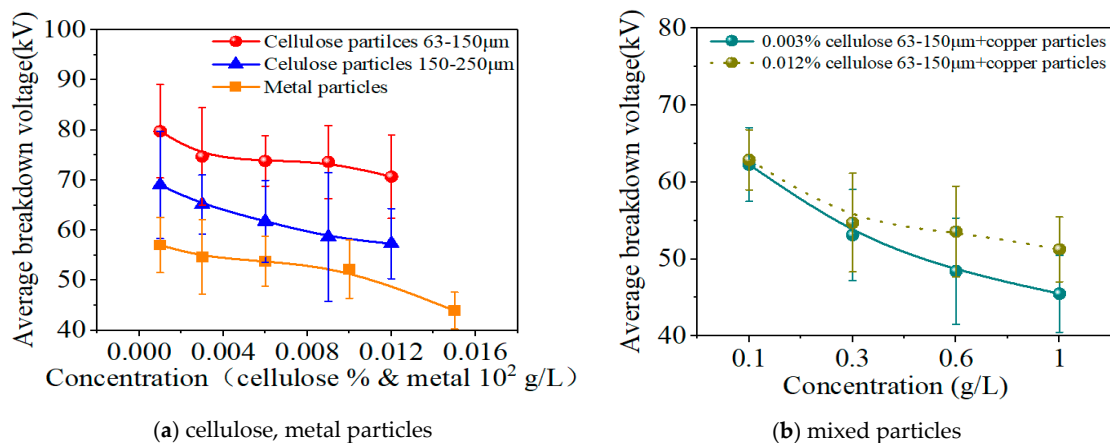 Average breakdown voltage(kV)
100
90
80
70
60
50
40
Cellulose partilces 63-150μm
Celulose particles 150-250μm
Metal particles
0.000 0.004 0.008 0.012 0.016
Concentration（cellulose % & metal 10² g/L）
(a) cellulose, metal particles
Average breakdown voltage(kV
80
70
60
50
40
0.003% cellulose 63-150μm+copper particles
0.012% cellulose 63-150μm+copper particles
0.1 0.3 0.6 1
Concentration (g/L)
(b) mixed particles